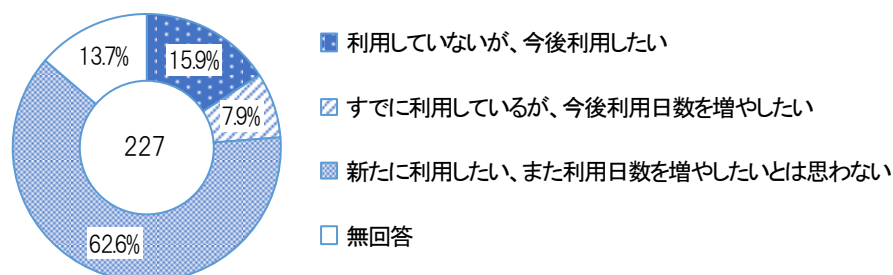 13.7%
15.9%
7.9%
227
62.6%
利用していないが、今後利用したい
すでに利用しているが、今後利用日数を増やしたい
新たに利用したい、また利用日数を増やしたいとは思わない
無回答